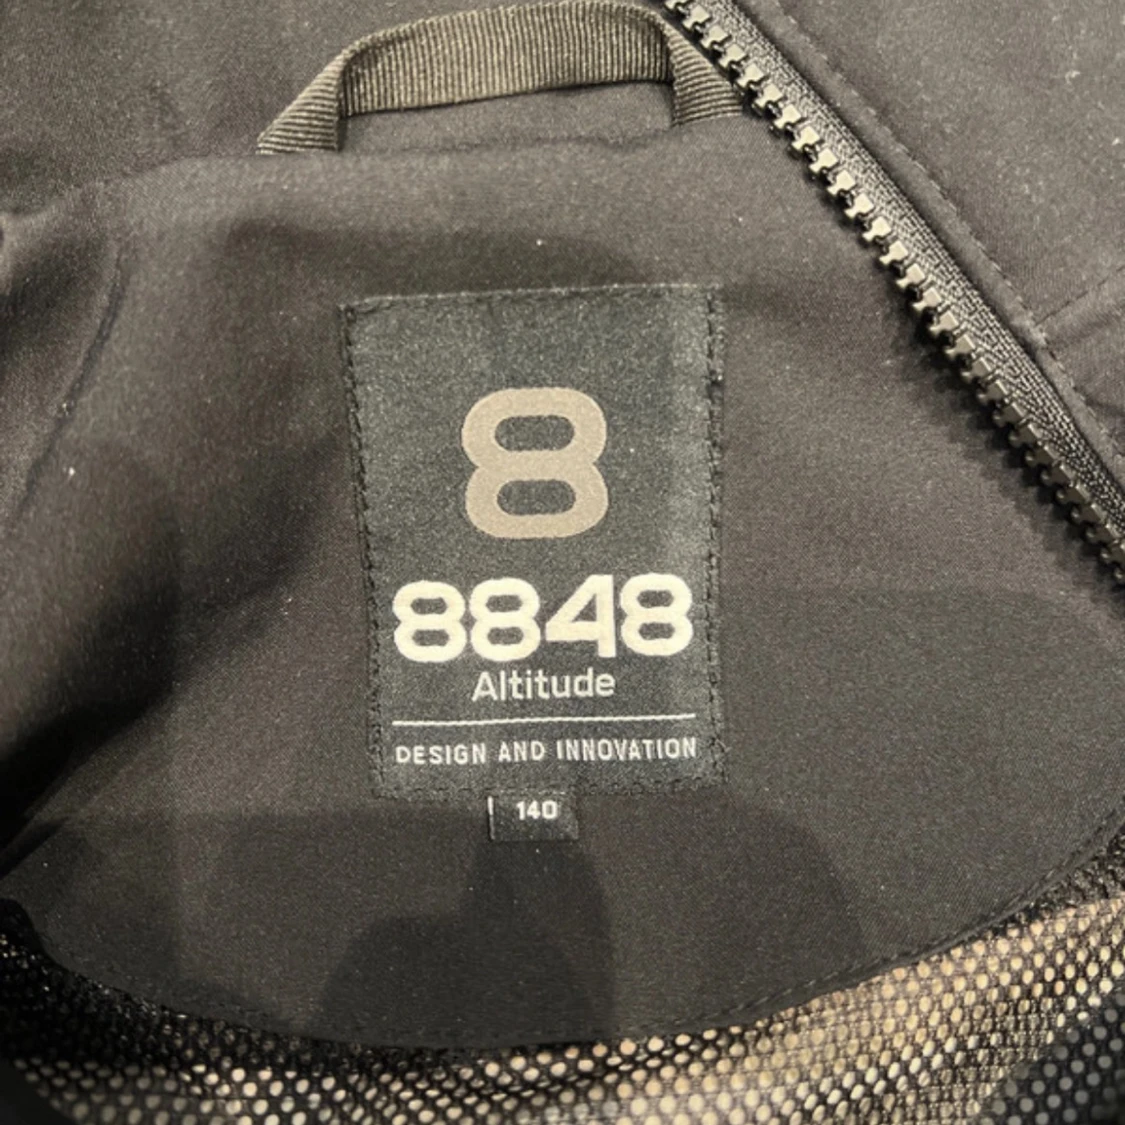 8
8848
Altitude
DESIGN AND INNOVATION
140